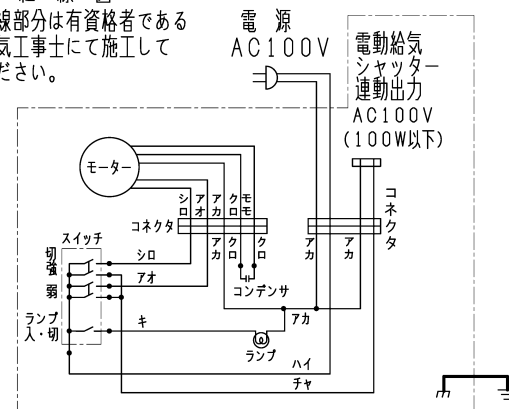 線部分は有資格者である
気工事士にて施工して
ださい。
電 源
AC100V
電動給気
シャッター
連動出力
AC100V
(100W以下)
モーター
シロ
アオ
アカ
クロ
モモ
コネクタ
コネクタ
アカ
クロ
クロ
アカ
アカ
スイッチ
切
強
弱
シロ
アオ
コンデンサ
ランプ
入・切
キ
アカ
ランプ
ハイ
チャ